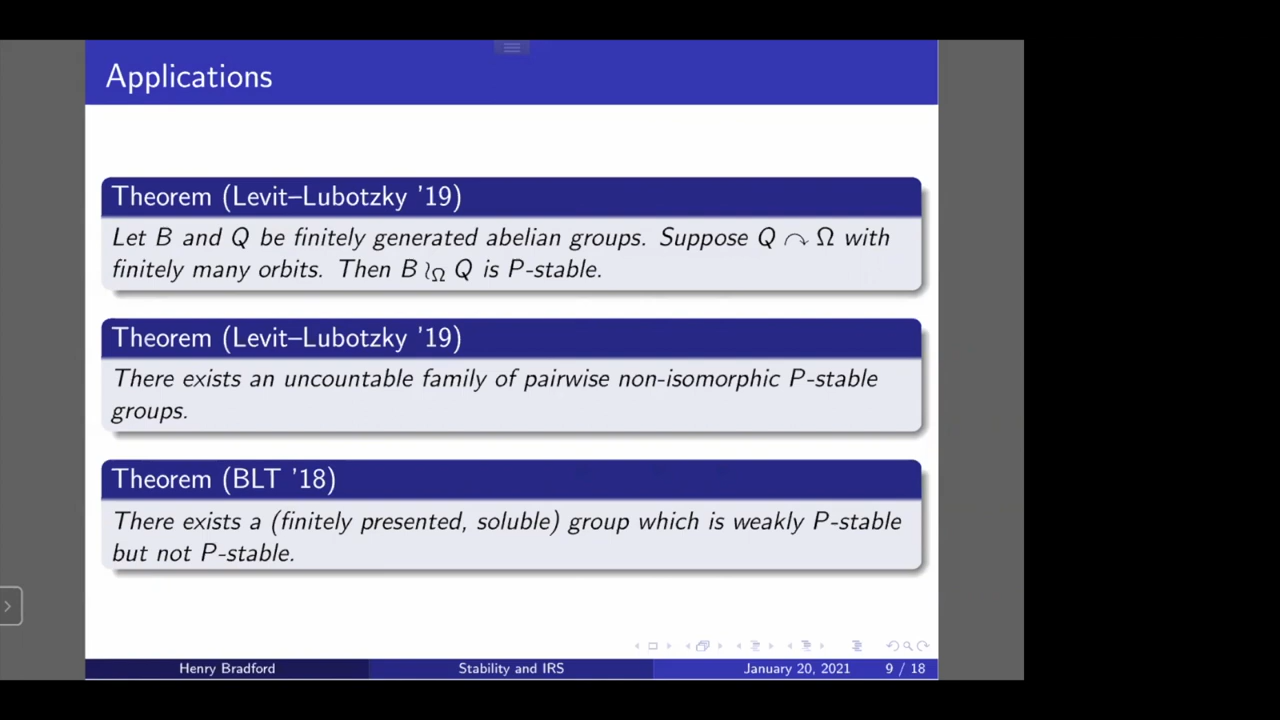 Applications
Theorem (Levit–Lubotzky '19)
Let B and Q be finitely generated abelian groups. Suppose Q ↷ Ω with
finitely many orbits. Then B ≀_Ω Q is P-stable.
Theorem (Levit–Lubotzky '19)
There exists an uncountable family of pairwise non-isomorphic P-stable
groups.
Theorem (BLT '18)
There exists a (finitely presented, soluble) group which is weakly P-stable
but not P-stable.
Henry Bradford Stability and IRS January 20, 2021 9 / 18